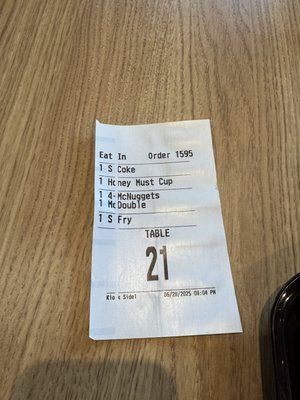 Eat In Order 1595
1 S Coke
1 Honey Must Cup
1 4-McNuggets
1 McDouble
1 S Fry
TABLE
21
06/20/2025 08:04 PM